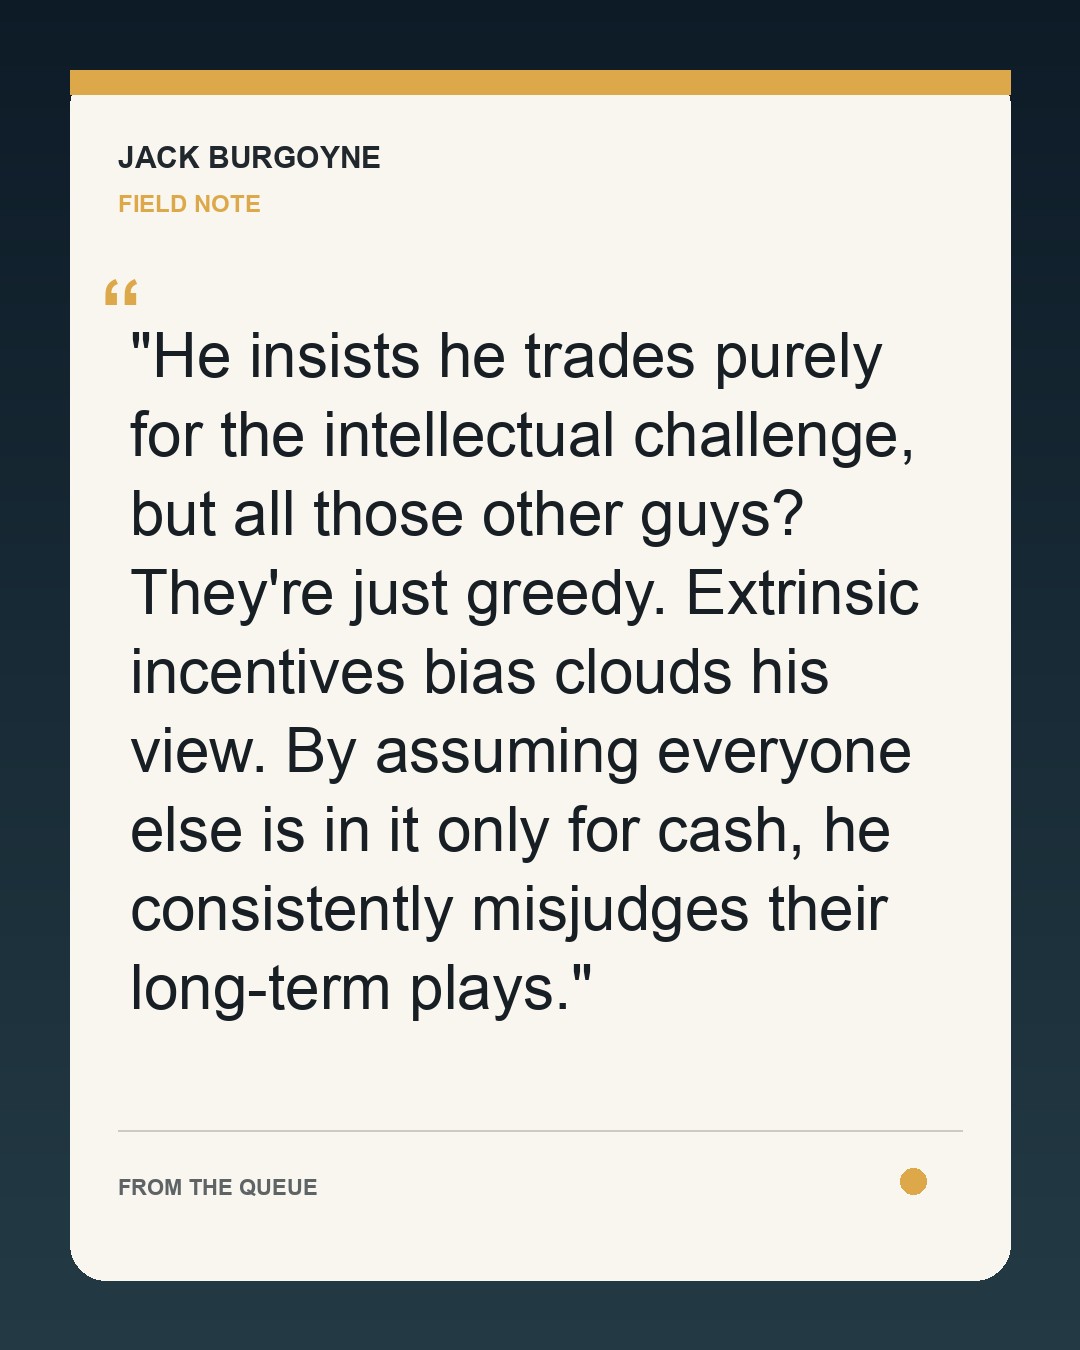 JACK BURGOYNE
FIELD NOTE
“
"He insists he trades purely
for the intellectual challenge,
but all those other guys?
They're just greedy. Extrinsic
incentives bias clouds his
view. By assuming everyone
else is in it only for cash, he
consistently misjudges their
long-term plays."
FROM THE QUEUE